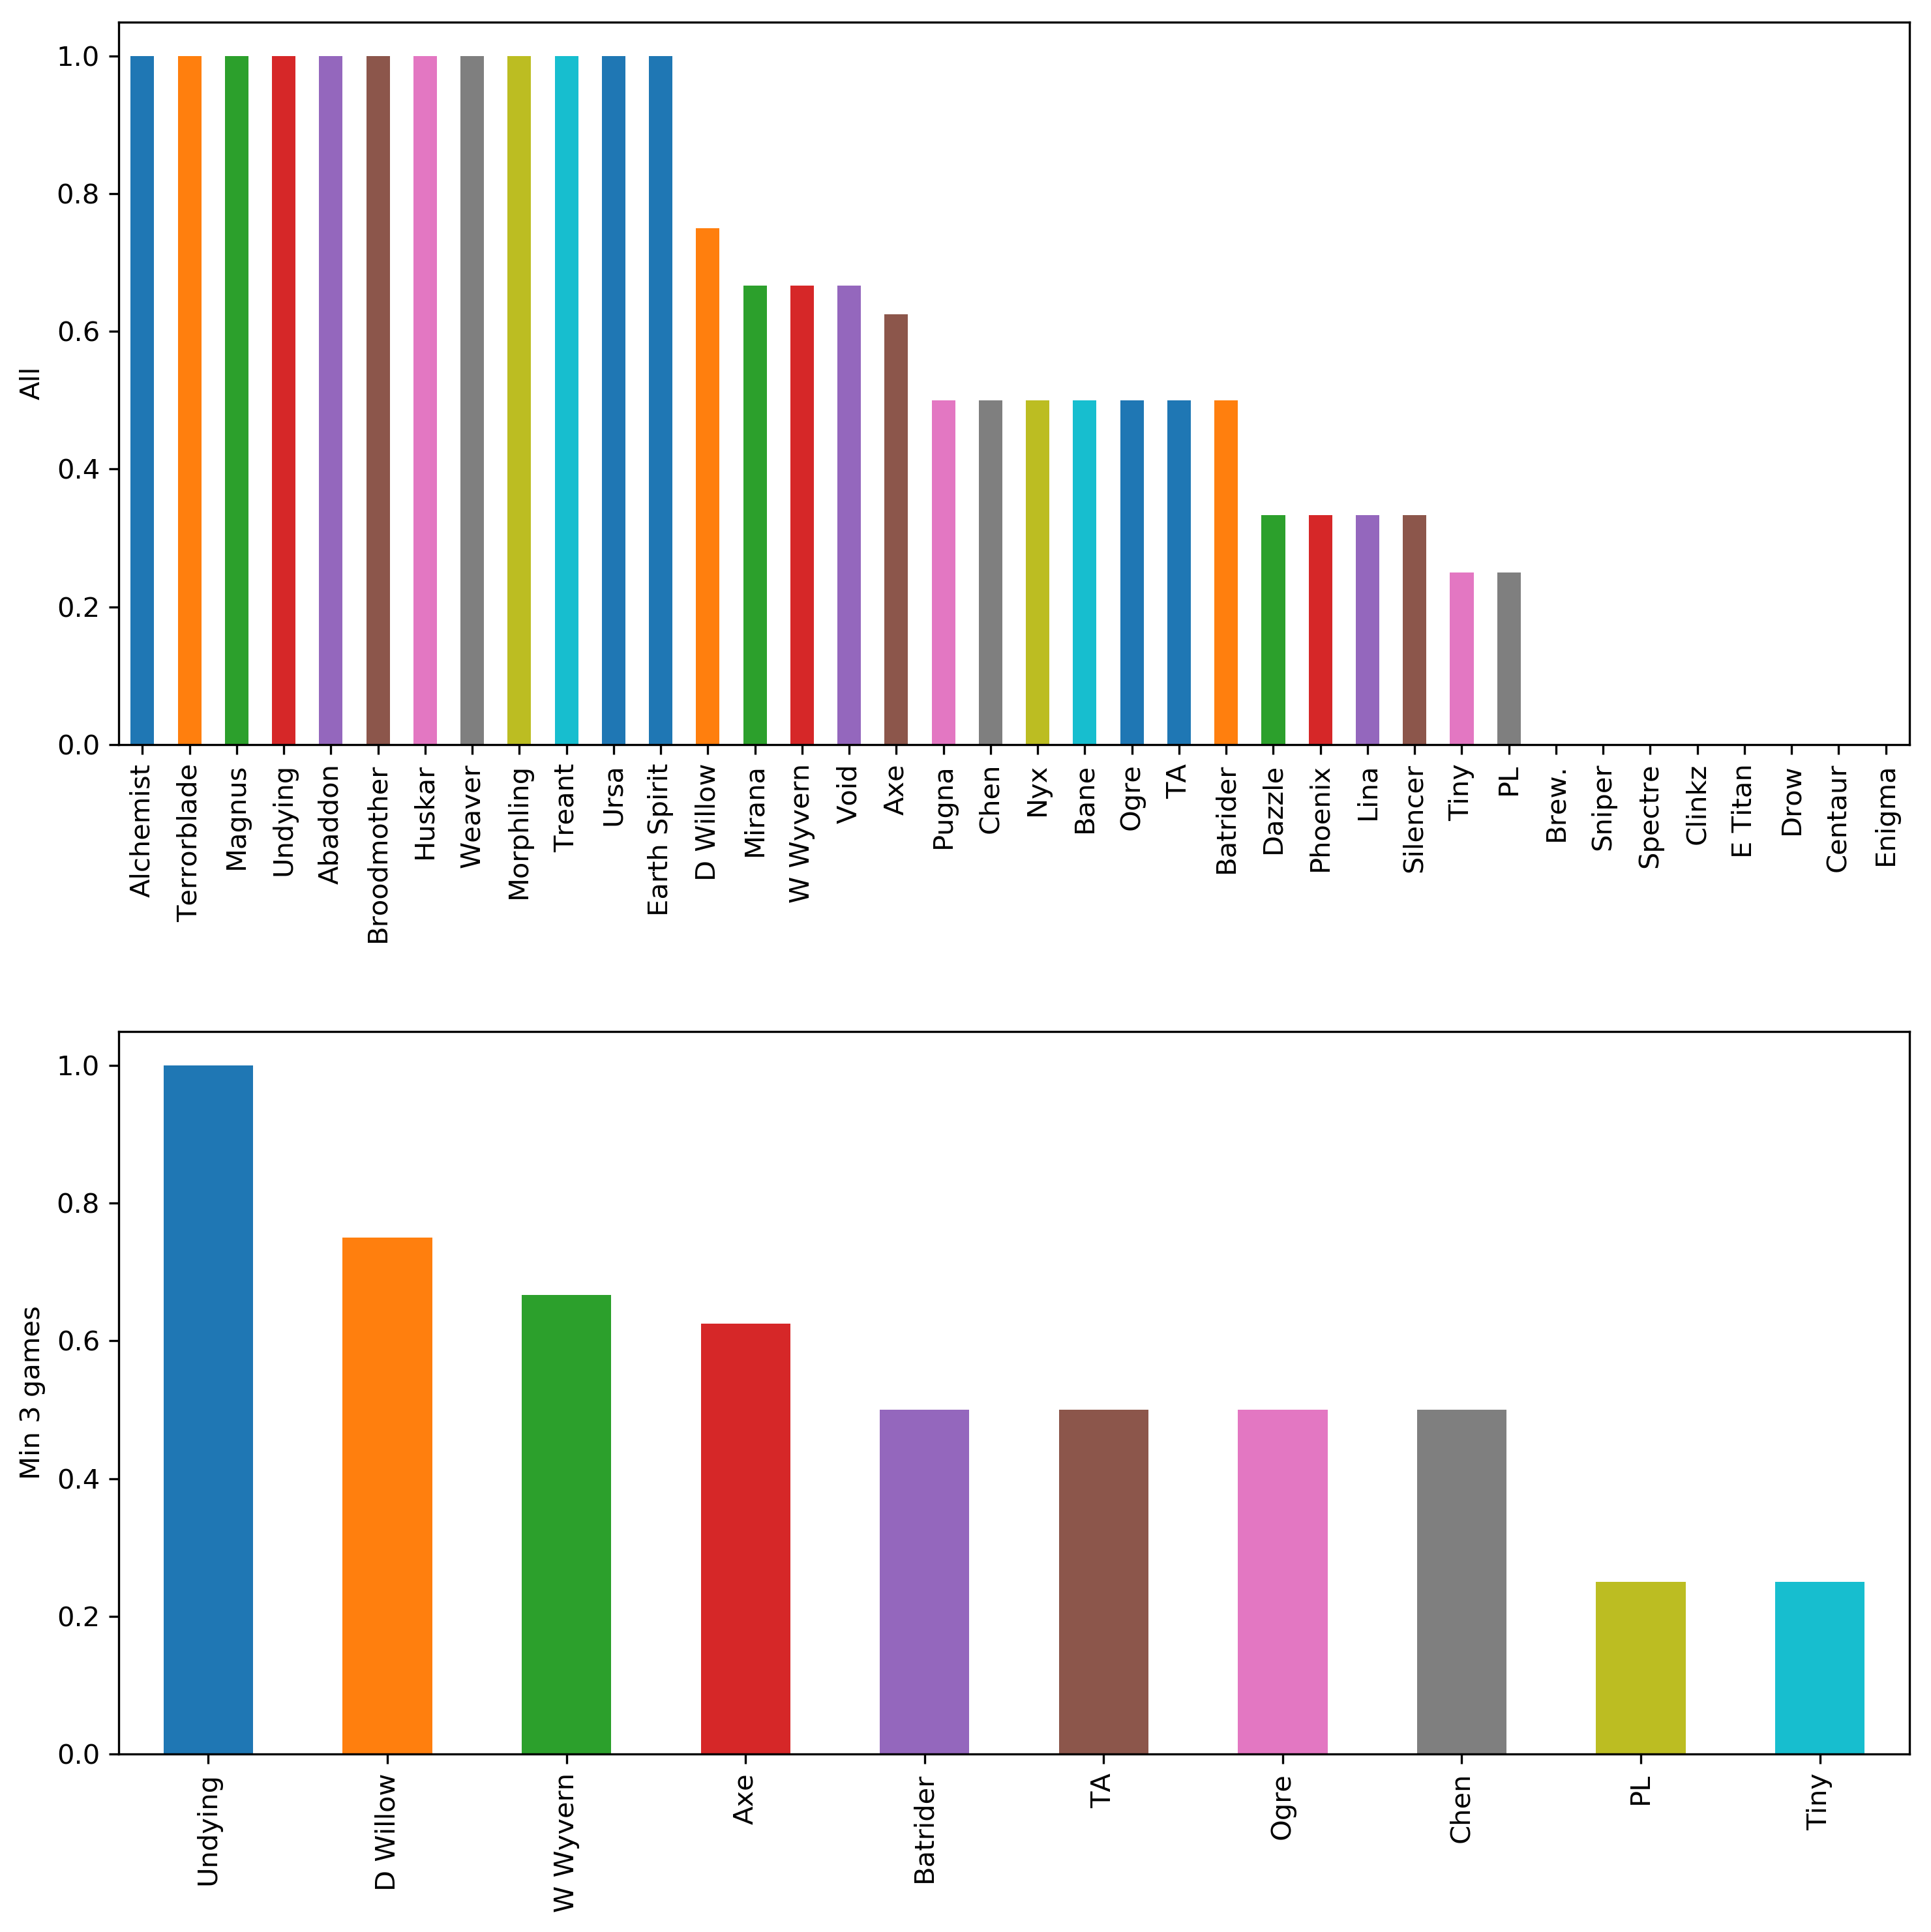 All
1.0
0.8
0.6
0.4
0.2
0.0
Alchemist
Terrorblade
Magnus
Undying
Abaddon
Broodmother
Huskar
Weaver
Morphling
Treant
Ursa
Earth Spirit
D Willow
Mirana
W Wyvern
Void
Axe
Pugna
Chen
Nyx
Bane
Ogre
TA
Batrider
Dazzle
Phoenix
Lina
Silencer
Tiny
PL
Brew.
Sniper
Spectre
Clinkz
E Titan
Drow
Centaur
Enigma
Min 3 games
1.0
0.8
0.6
0.4
0.2
0.0
Undying
D Willow
W Wyvern
Axe
Batrider
TA
Ogre
Chen
PL
Tiny